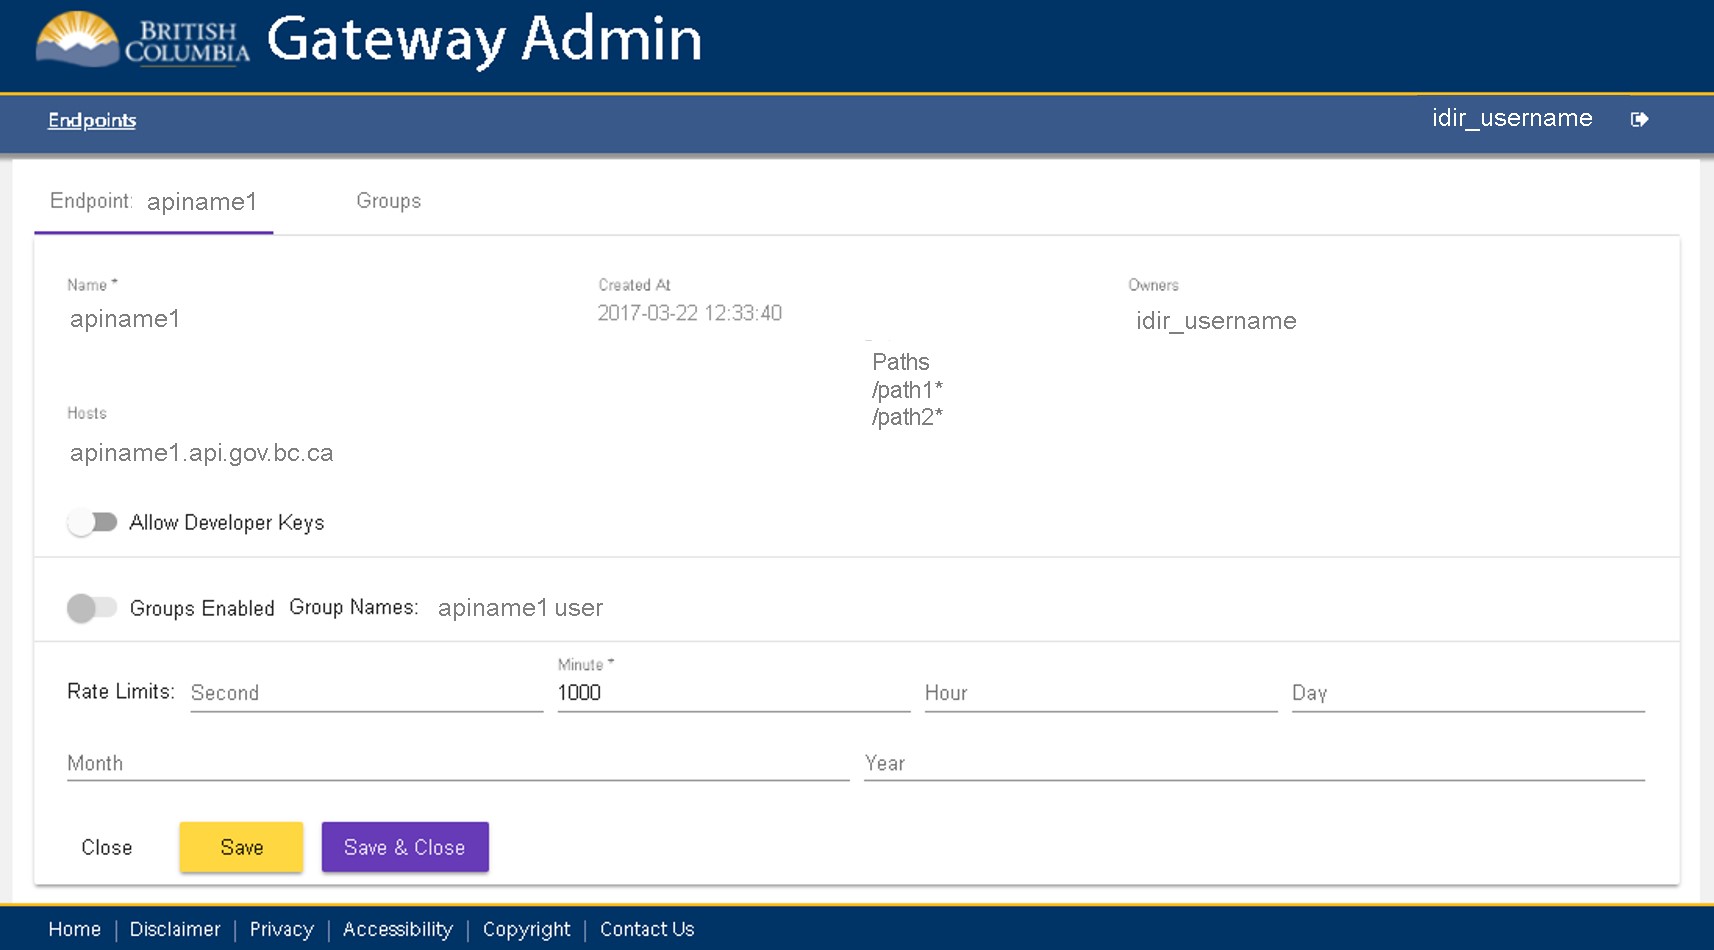 BRITISH COLUMBIA Gateway Admin
Endpoints idir_username
Endpoint: apiname1 Groups
Name * Created At Owners
apiname1 2017-03-22 12:33:40 idir_username
Paths
/path1*
/path2*
Hosts
apiname1.api.gov.bc.ca
Allow Developer Keys
Groups Enabled Group Names: apiname1 user
Minute *
Rate Limits: Second 1000 Hour Day
Month Year
Close Save Save & Close
Home | Disclaimer | Privacy | Accessibility | Copyright | Contact Us